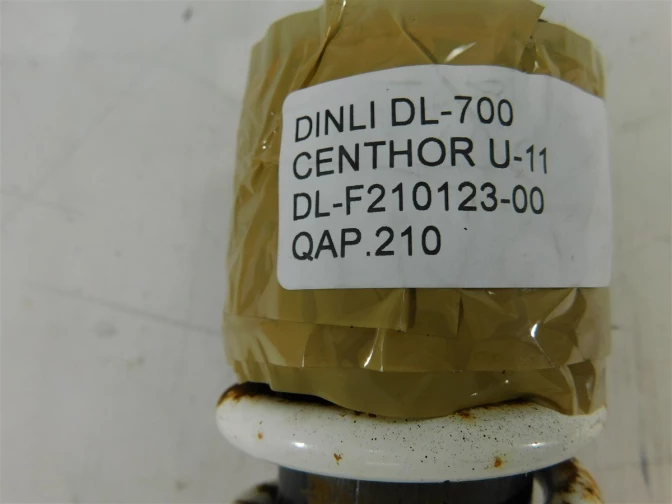 DINLI DL-700
CENTHOR U-11
DL-F210123-00
QAP.210